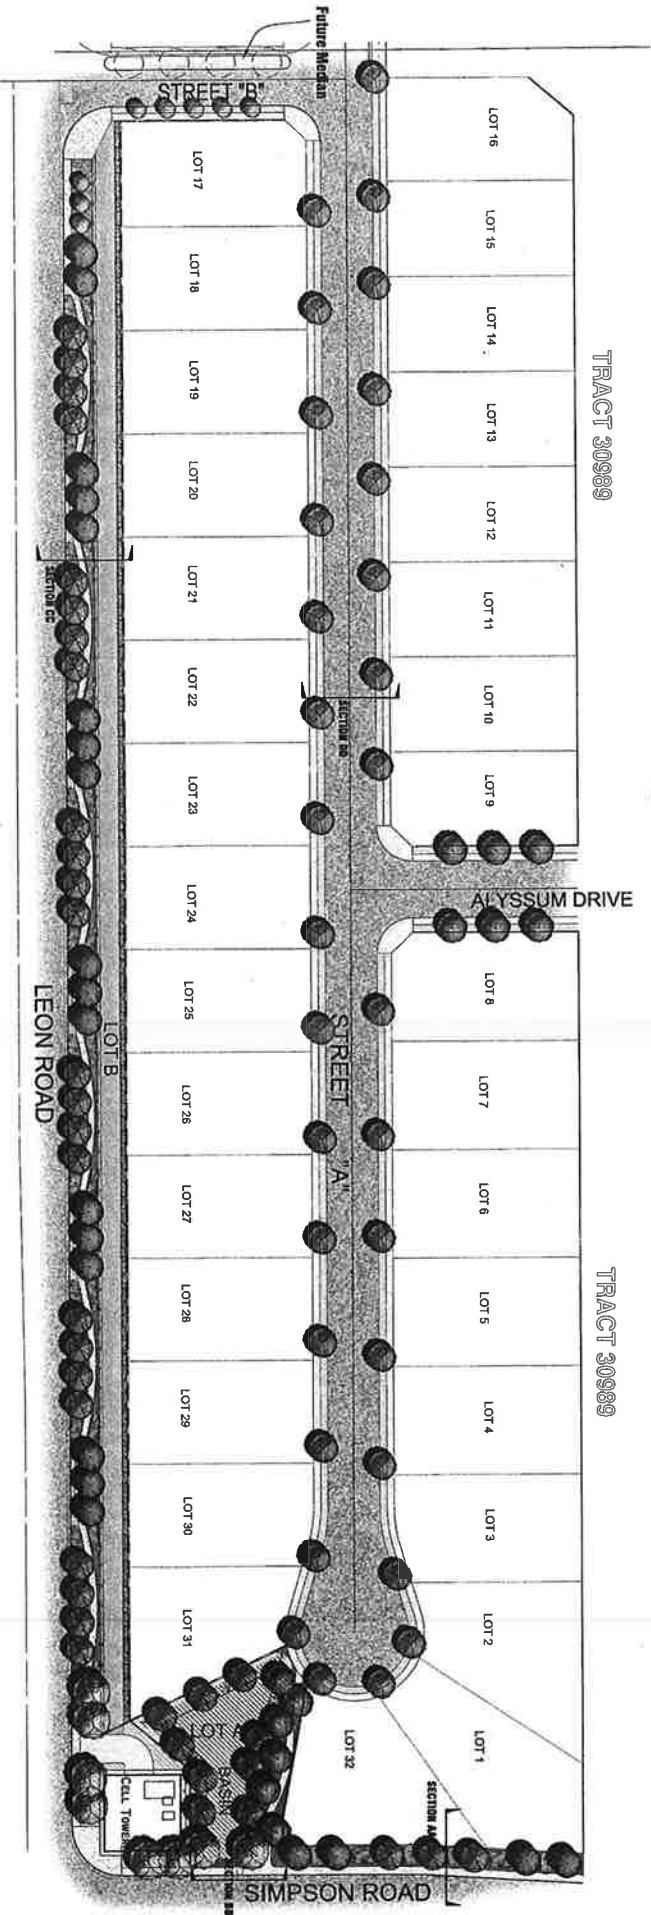 Future Median
STREET "B"
LOT 16
LOT 15
LOT 14
LOT 13
LOT 12
LOT 11
LOT 10
LOT 9
TRACT 30989
LOT 17
LOT 18
LOT 19
LOT 20
LOT 21
LOT 22
LOT 23
LOT 24
LOT 25
LOT 26
LOT 27
LOT 28
LOT 29
LOT 30
LOT 31
SECTION CC
SECTION DD
ALYSSUM DRIVE
LOT 8
LOT 7
LOT 6
LOT 5
LOT 4
LOT 3
LOT 2
LOT 1
LOT 32
TRACT 30989
STREET "A"
LOT B
LEON ROAD
LOT A
BASIN
CELL TOWER
SECTION AA
SECTION BB
SIMPSON ROAD